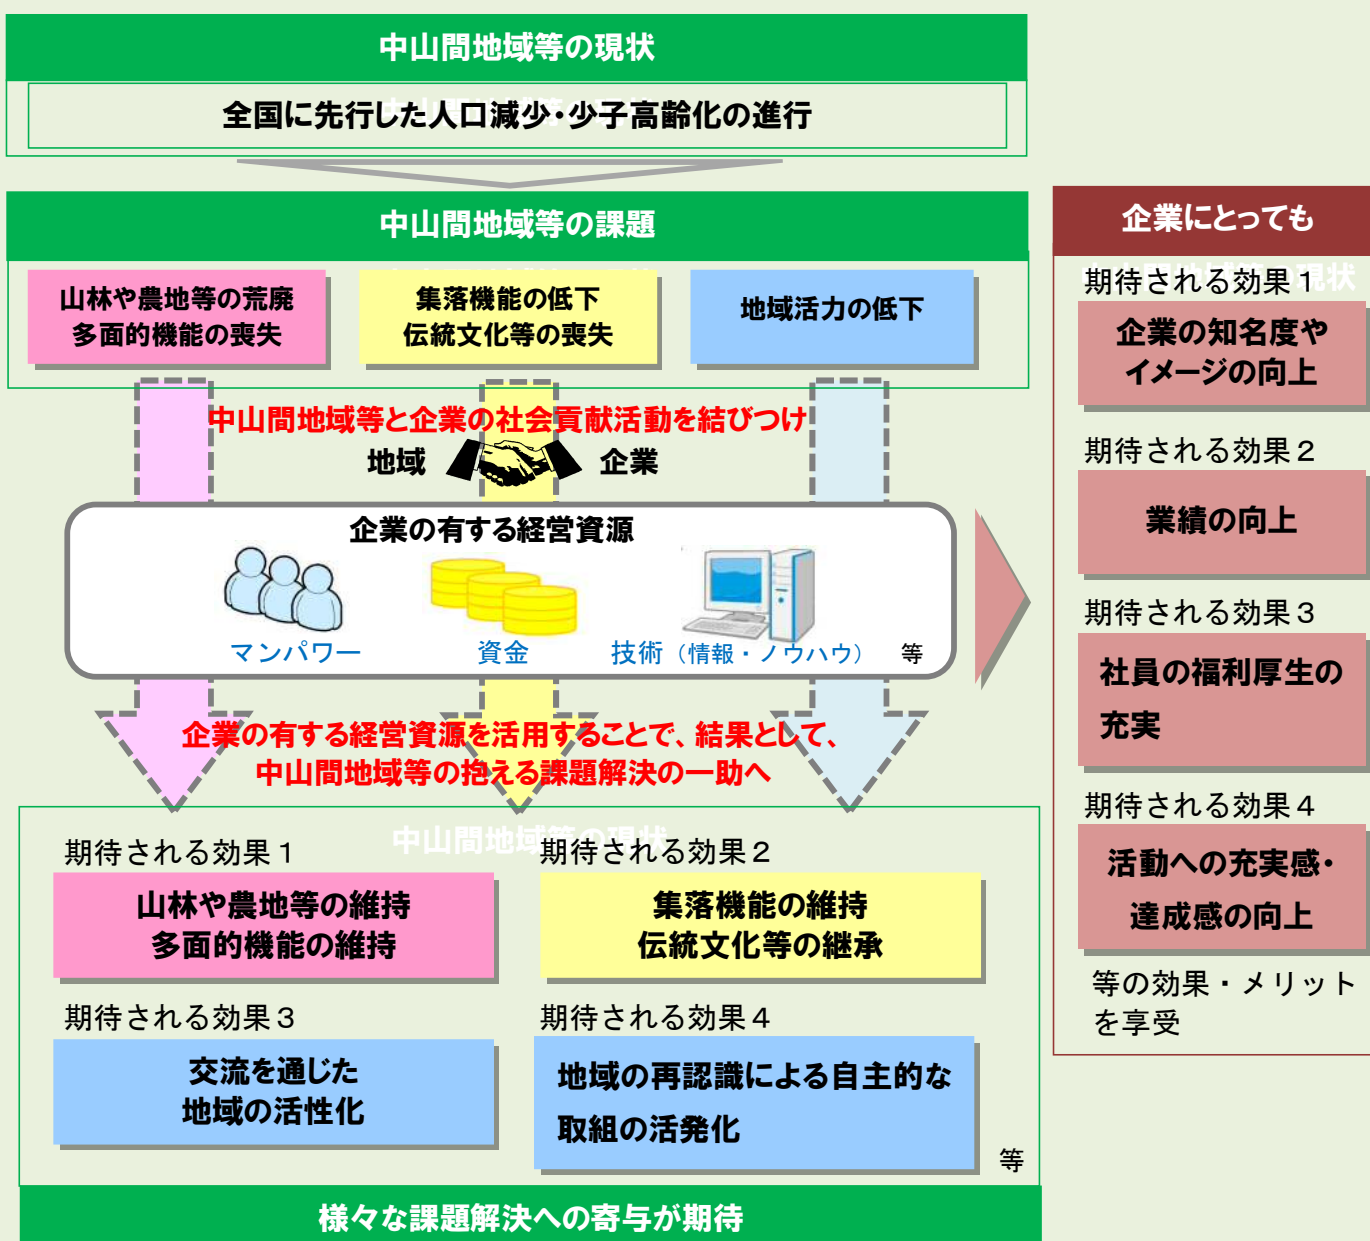 中山間地域等の現状
全国に先行した人口減少・少子高齢化の進行
中山間地域等の課題
山林や農地等の荒廃
多面的機能の喪失
集落機能の低下
伝統文化等の喪失
地域活力の低下
中山間地域等と企業の社会貢献活動を結びつけ
地域 企業
企業の有する経営資源
マンパワー 資金 技術（情報・ノウハウ） 等
企業の有する経営資源を活用することで、結果として、
中山間地域等の抱える課題解決の一助へ
中山間地域等の現状
期待される効果１
山林や農地等の維持
多面的機能の維持
期待される効果２
集落機能の維持
伝統文化等の継承
期待される効果３
交流を通じた
地域の活性化
期待される効果４
地域の再認識による自主的な
取組の活発化
等
様々な課題解決への寄与が期待
企業にとっても
期待される効果１
企業の知名度や
イメージの向上
期待される効果２
業績の向上
期待される効果３
社員の福利厚生の
充実
期待される効果４
活動への充実感・
達成感の向上
等の効果・メリット
を享受